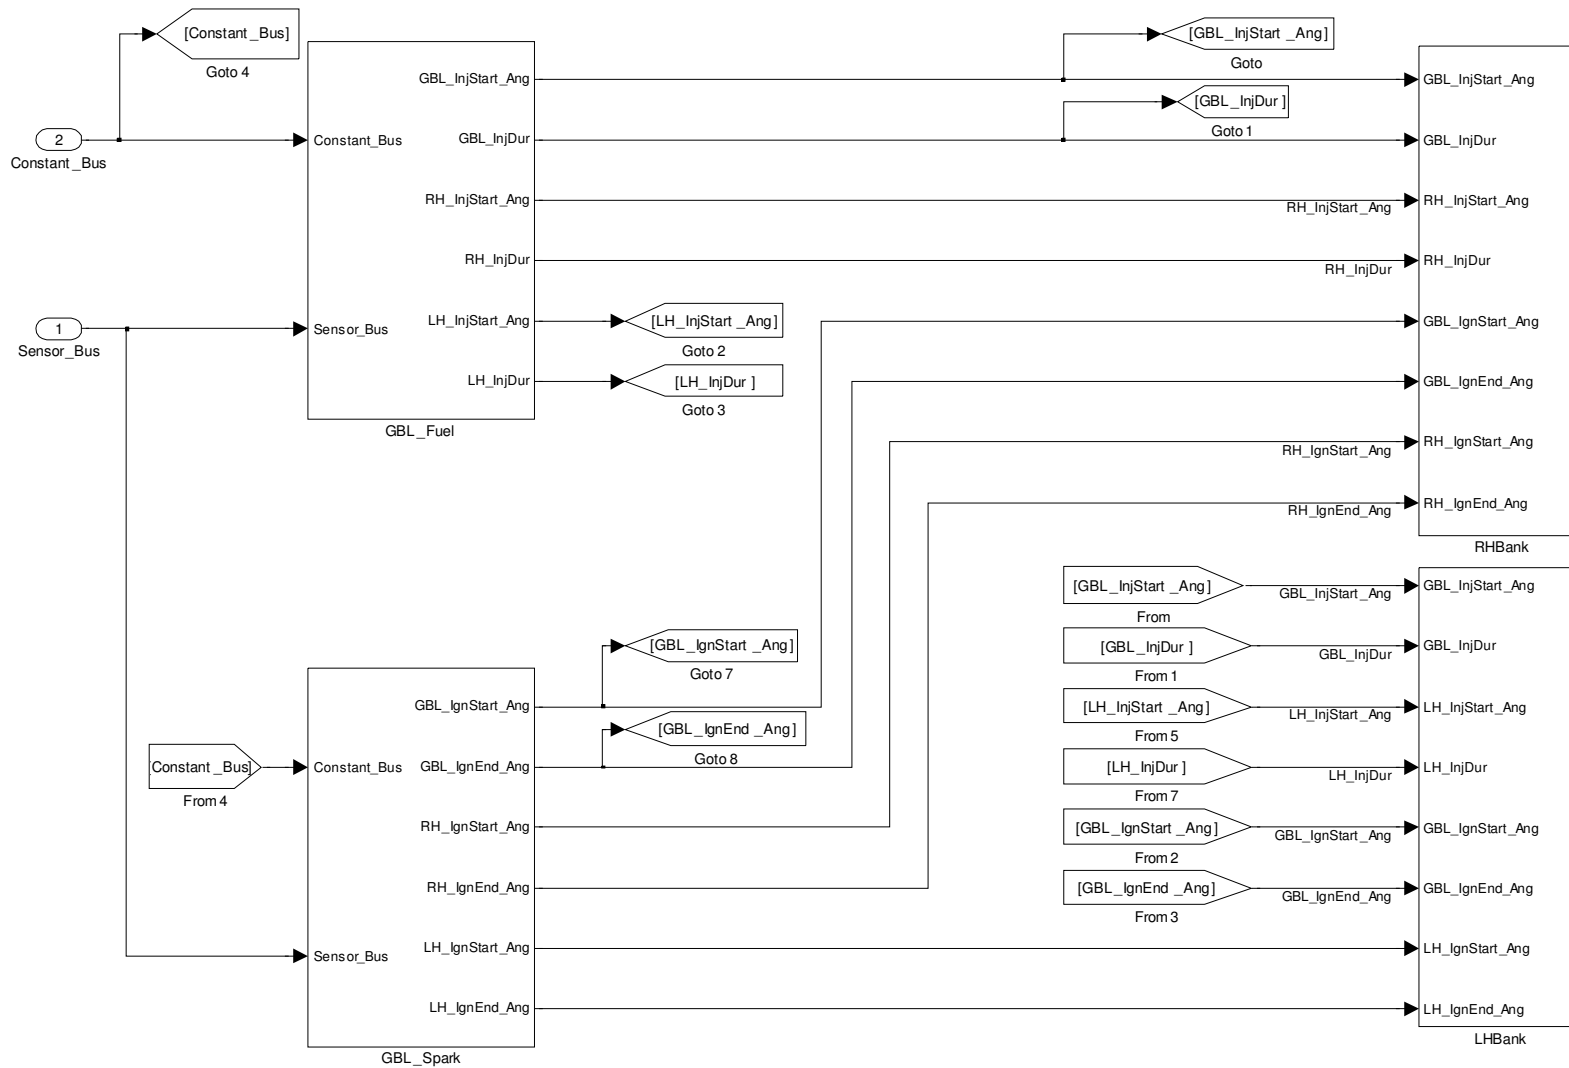 [Constant _Bus]
Goto 4
2
Constant _Bus
1
Sensor_Bus
Constant_Bus
Sensor_Bus
GBL_InjStart_Ang
GBL_InjDur
RH_InjStart_Ang
RH_InjDur
LH_InjStart_Ang
LH_InjDur
GBL_Fuel
[GBL_InjStart _Ang]
Goto
[GBL_InjDur ]
Goto 1
[LH_InjStart _Ang]
Goto 2
[LH_InjDur ]
Goto 3
RH_InjStart_Ang
RH_InjDur
RH_IgnStart_Ang
RH_IgnEnd_Ang
GBL_InjStart_Ang
GBL_InjDur
RH_InjStart_Ang
RH_InjDur
GBL_IgnStart_Ang
GBL_IgnEnd_Ang
RH_IgnStart_Ang
RH_IgnEnd_Ang
RHBank
[Constant _Bus]
From 4
Constant_Bus
Sensor_Bus
GBL_IgnStart_Ang
GBL_IgnEnd_Ang
RH_IgnStart_Ang
RH_IgnEnd_Ang
LH_IgnStart_Ang
LH_IgnEnd_Ang
GBL_Spark
[GBL_IgnStart _Ang]
Goto 7
[GBL_IgnEnd _Ang]
Goto 8
[GBL_InjStart _Ang]
From
[GBL_InjDur ]
From 1
[LH_InjStart _Ang]
From 5
[LH_InjDur ]
From 7
[GBL_IgnStart _Ang]
From 2
[GBL_IgnEnd _Ang]
From 3
GBL_InjStart_Ang
GBL_InjDur
LH_InjStart_Ang
LH_InjDur
GBL_IgnStart_Ang
GBL_IgnEnd_Ang
GBL_InjStart_Ang
GBL_InjDur
LH_InjStart_Ang
LH_InjDur
GBL_IgnStart_Ang
GBL_IgnEnd_Ang
LH_IgnStart_Ang
LH_IgnEnd_Ang
LHBank